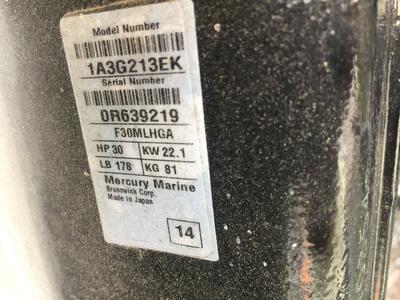 Model Number
1A3G213EK
Serial Number
0R639219
F30MLHGA
HP 30 KW 22.1
LB 178 KG 81
Mercury Marine
Brunswick Corp.
Made in Japan
14